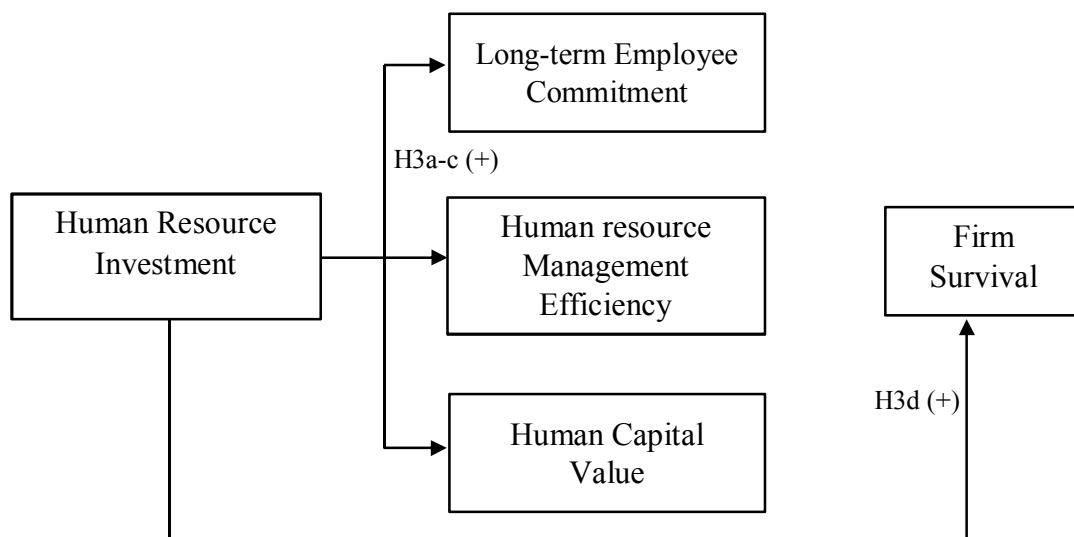 Long-term Employee
Commitment
H3a-c (+)
Human Resource
Investment
Human resource
Management
Efficiency
Firm
Survival
H3d (+)
Human Capital
Value